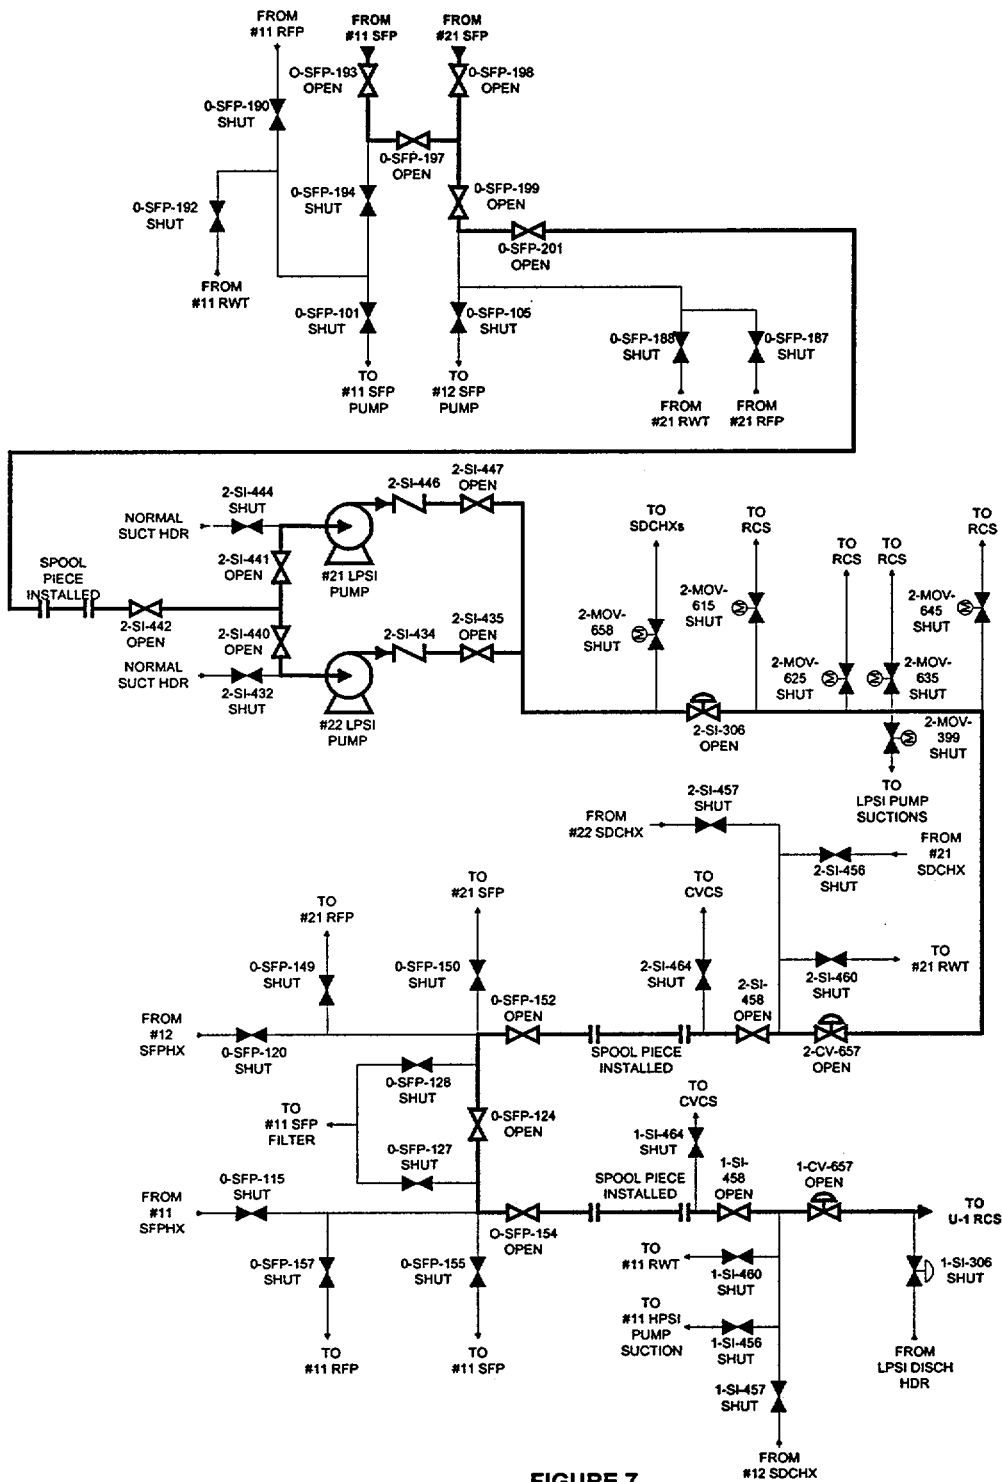 FROM
#11 RFP
FROM
#11 SFP
FROM
#21 SFP
O-SFP-193
OPEN
0-SFP-198
OPEN
0-SFP-190
SHUT
0-SFP-197
OPEN
0-SFP-192
SHUT
0-SFP-194
SHUT
0-SFP-199
OPEN
0-SFP-201
OPEN
FROM
#11 RWT
0-SFP-101
SHUT
0-SFP-105
SHUT
0-SFP-188
SHUT
0-SFP-187
SHUT
TO
#11 SFP
PUMP
TO
#12 SFP
PUMP
FROM
#21 RWT
FROM
#21 RFP
2-SI-444
SHUT
2-SI-446
2-SI-447
OPEN
NORMAL
SUCT HDR
TO
SDCHXs
TO
RCS
TO
RCS
TO
RCS
TO
RCS
SPOOL
PIECE
INSTALLED
2-SI-441
OPEN
#21 LPSI
PUMP
2-SI-442
OPEN
2-SI-440
OPEN
2-SI-434
2-SI-435
OPEN
2-MOV-
658
SHUT
M
2-MOV-
615
SHUT
M
2-MOV-
645
SHUT
M
NORMAL
SUCT HDR
2-SI-432
SHUT
#22 LPSI
PUMP
2-MOV-
625
SHUT
M
M
2-MOV-
635
SHUT
2-SI-306
OPEN
M
2-MOV-
399
SHUT
TO
LPSI PUMP
SUCTIONS
2-SI-457
SHUT
FROM
#22 SDCHX
2-SI-456
SHUT
FROM
#21
SDCHX
TO
#21 RFP
TO
#21 SFP
TO
CVCS
0-SFP-149
SHUT
0-SFP-150
SHUT
2-SI-464
SHUT
2-SI-460
SHUT
TO
#21 RWT
FROM
#12
SFPHX
0-SFP-120
SHUT
0-SFP-152
OPEN
SPOOL PIECE
INSTALLED
2-SI-
458
OPEN
2-CV-657
OPEN
0-SFP-128
SHUT
TO
#11 SFP
FILTER
0-SFP-124
OPEN
0-SFP-127
SHUT
TO
CVCS
1-SI-464
SHUT
FROM
#11
SFPHX
0-SFP-115
SHUT
O-SFP-154
OPEN
SPOOL PIECE
INSTALLED
1-SI-
458
OPEN
1-CV-657
OPEN
TO
U-1 RCS
0-SFP-157
SHUT
0-SFP-155
SHUT
TO
#11 RWT
1-SI-460
SHUT
1-SI-306
SHUT
TO
#11 RFP
TO
#11 SFP
TO
#11 HPSI
PUMP
SUCTION
1-SI-456
SHUT
FROM
LPSI DISCH
HDR
1-SI-457
SHUT
FROM
#12 SDCHX
FIGURE 7